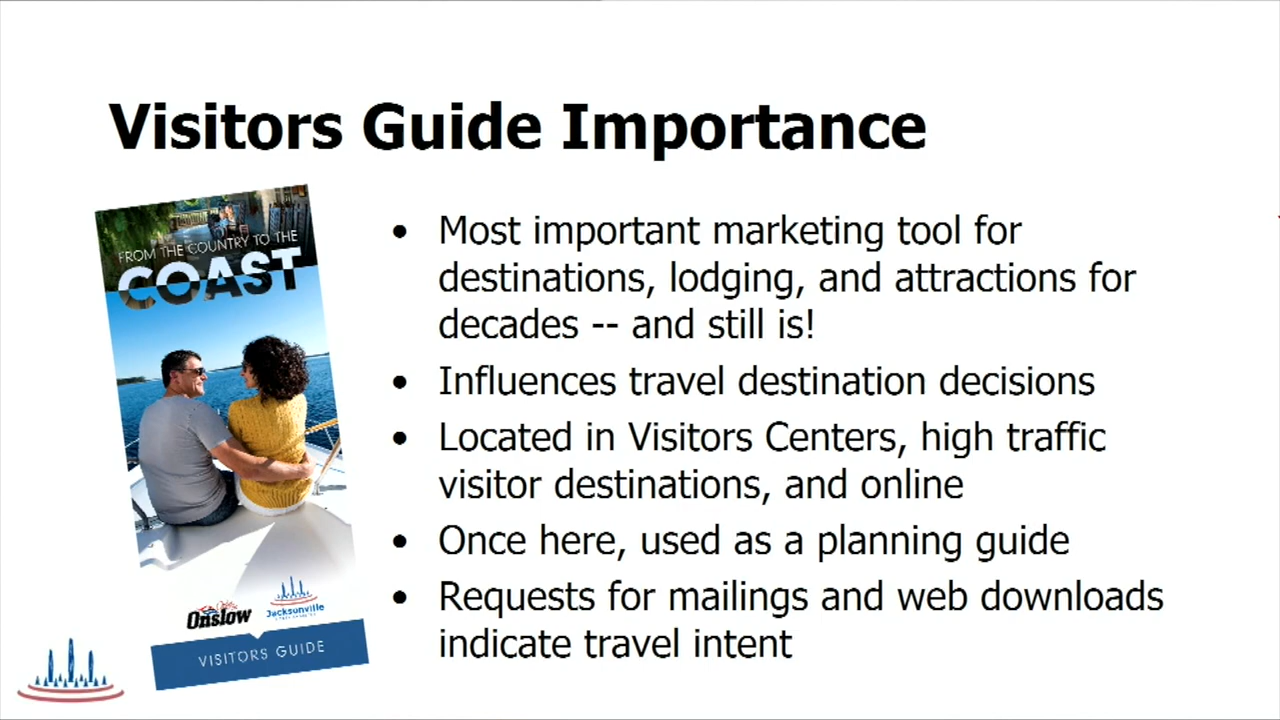 Visitors Guide Importance
FROM THE COUNTRY TO THE
COAST
Onslow
Jacksonville
VISITORS GUIDE
• Most important marketing tool for
destinations, lodging, and attractions for
decades -- and still is!
• Influences travel destination decisions
• Located in Visitors Centers, high traffic
visitor destinations, and online
• Once here, used as a planning guide
• Requests for mailings and web downloads
indicate travel intent